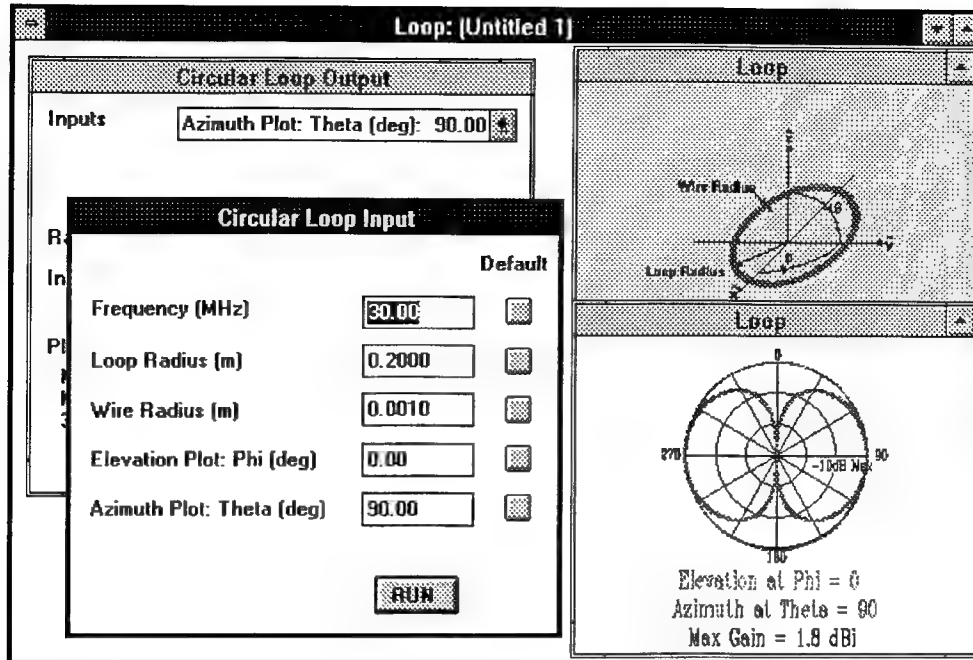 Loop: [Untitled 1]
Circular Loop Output
Inputs
Azimuth Plot: Theta (deg): 90.00
Ra
In
Pl
Circular Loop Input
Default
Frequency (MHz)
30.00
Loop Radius (m)
0.2000
Wire Radius (m)
0.0010
Elevation Plot: Phi (deg)
0.00
Azimuth Plot: Theta (deg)
90.00
RUN
Loop
Wire Radius
θ
Loop Radius
Loop
0
270
90
-10dB Max
180
Elevation at Phi = 0
Azimuth at Theta = 90
Max Gain = 1.8 dBi